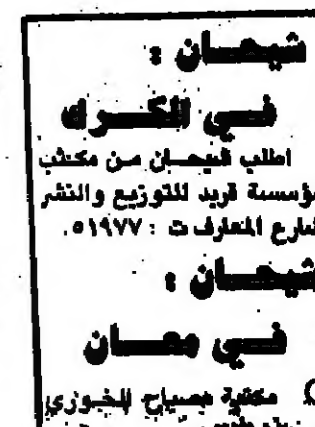 شيحان :
في الكرك
اطلب شيحان من مكتب
مؤسسة فريد للتوزيع والنشر
شارع المعارف ت : ٥١٩٧٧ .
شيحان :
في معان
مكتبة مصباح الخوري